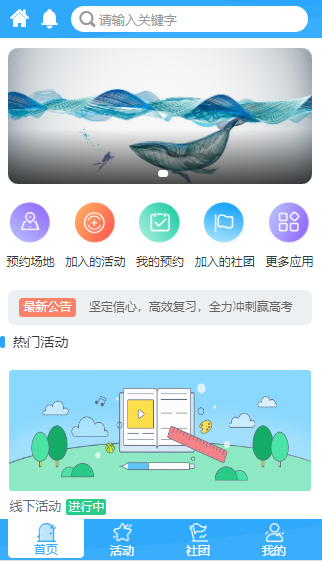 请输入关键字
预约场地 加入的活动 我的预约 加入的社团 更多应用
最新公告 坚定信心，高效复习，全力冲刺赢高考
热门活动
线下活动 进行中
首页 活动 社团 我的